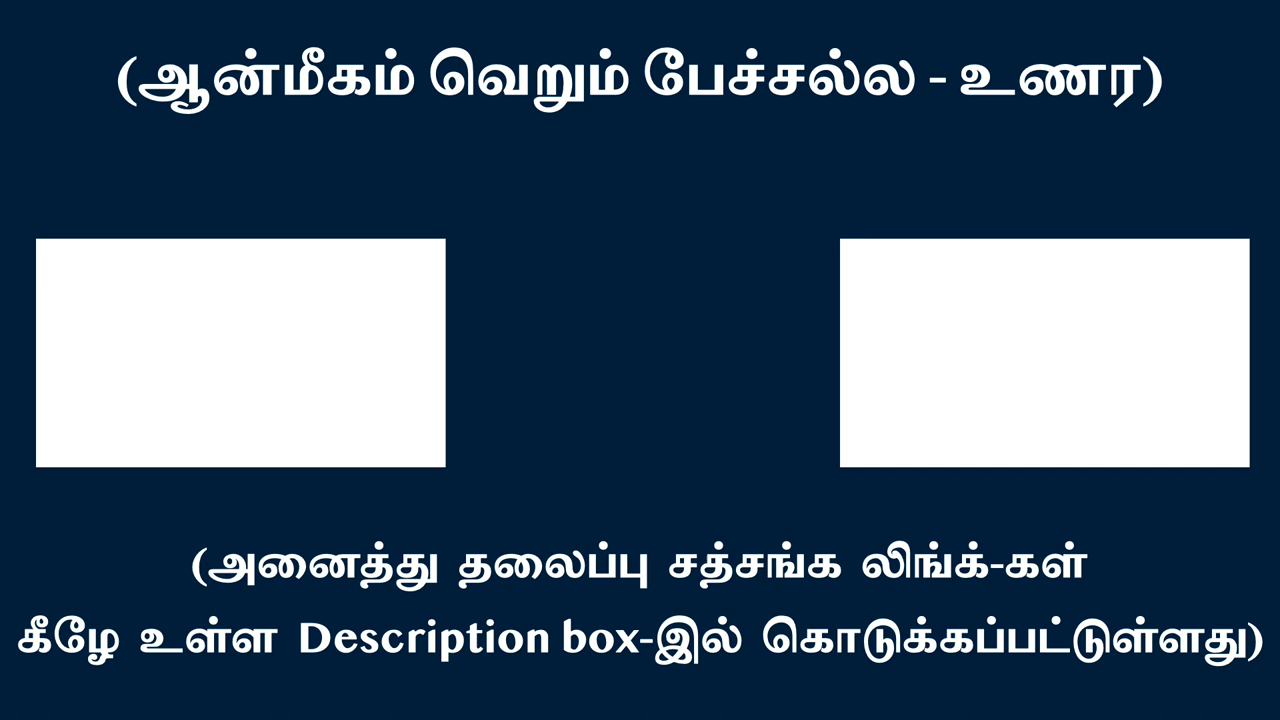 (ஆன்மீகம் வெறும் பேச்சல்ல - உணர)
(அனைத்து தலைப்பு சத்சங்க லிங்க்-கள்
கீழே உள்ள Description box-இல் கொடுக்கப்பட்டுள்ளது)